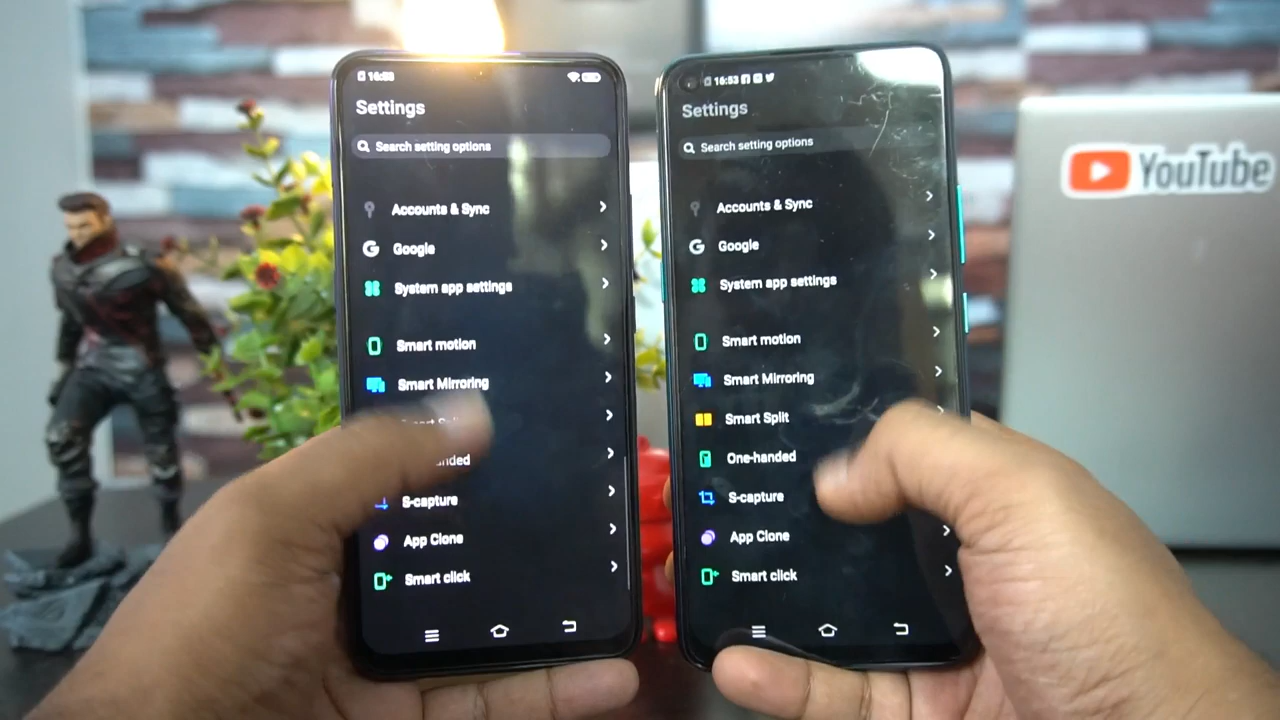 16:53
Settings
Search setting options
Accounts & Sync
Google
System app settings
Smart motion
Smart Mirroring
S-capture
App Clone
Smart click
16:53
Settings
Search setting options
Accounts & Sync
Google
System app settings
Smart motion
Smart Mirroring
Smart Split
One-handed
S-capture
App Clone
Smart click
YouTube